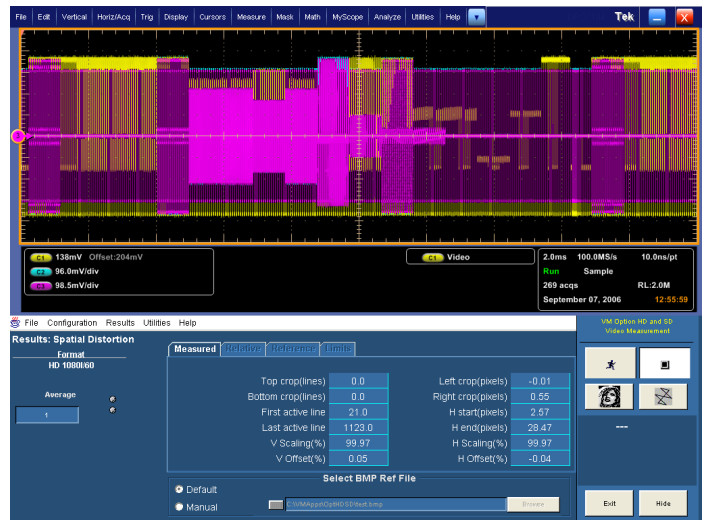 File Edit Vertical Horiz/Acq Trig Display Cursors Measure Mask Math MyScope Analyze Utilities Help Tek X
C1 138mV Offset:204mV
C2 96.0mV/div
C3 98.5mV/div
C1 Video
2.0ms 100.0MS/s 10.0ns/pt
Run Sample
269 acqs RL:2.0M
September 07, 2006 12:55:59
File Configuration Results Utilities Help
Results: Spatial Distortion
Format
HD 1080I/60
Average
1
Measured Relative Reference Limits
Top crop(lines) 0.0 Left crop(pixels) -0.01
Bottom crop(lines) 0.0 Right crop(pixels) 0.55
First active line 21.0 H start(pixels) 2.57
Last active line 1123.0 H end(pixels) 28.47
V Scaling(%) 99.97 H Scaling(%) 99.97
V Offset(%) 0.05 H Offset(%) -0.04
Select BMP Ref File
Default
Manual
C:\VMApps\OptHDSD\test.bmp Browse
VM Option HD and SD
Video Measurement
---
Exit Hide